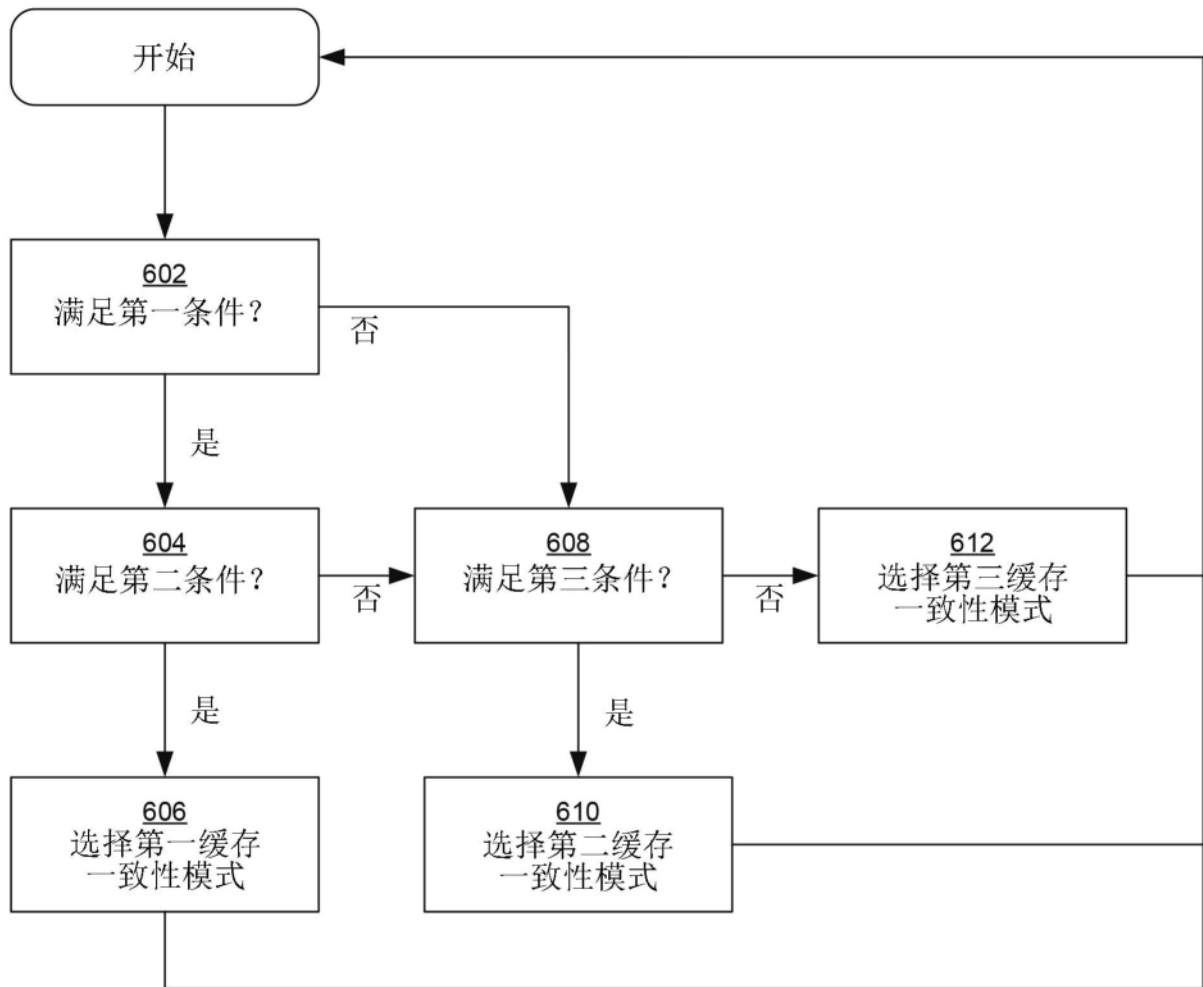 开始
602
满足第一条件？
否
是
604
满足第二条件？
否
608
满足第三条件？
否
612
选择第三缓存
一致性模式
是
是
606
选择第一缓存
一致性模式
610
选择第二缓存
一致性模式